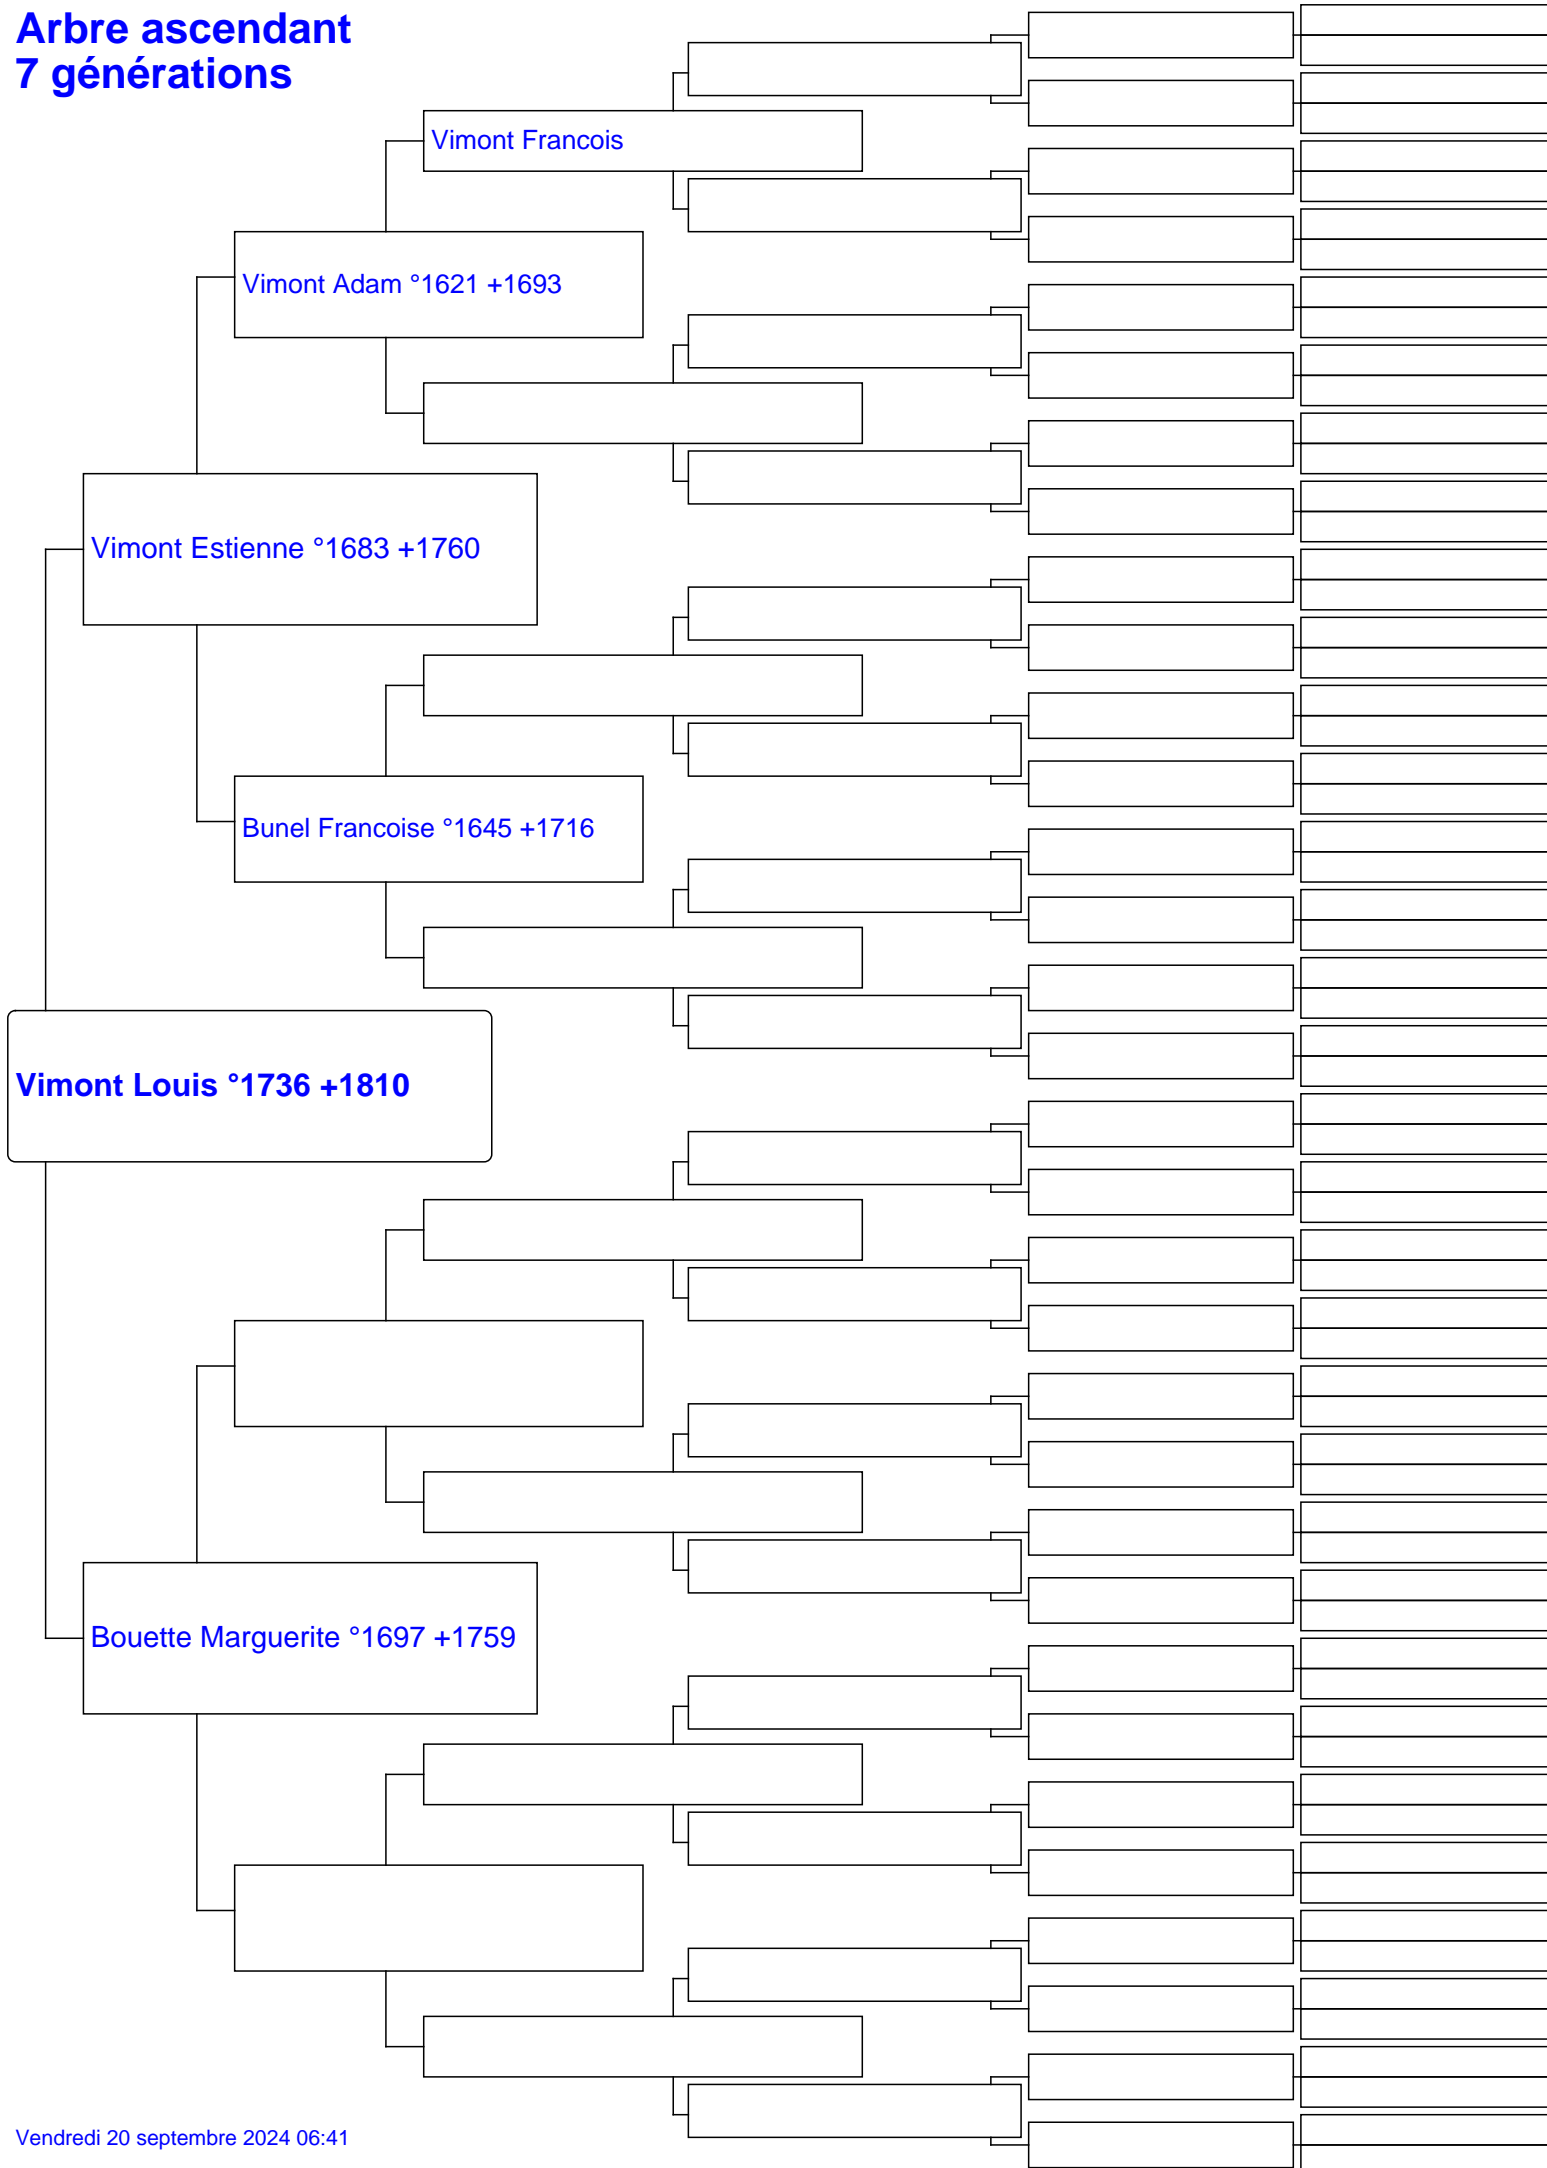 Arbre ascendant
7 générations
Vimont Francois
Vimont Adam °1621 +1693
Vimont Estienne °1683 +1760
Bunel Francoise °1645 +1716
Vimont Louis °1736 +1810
Bouette Marguerite °1697 +1759
Vendredi 20 septembre 2024 06:41